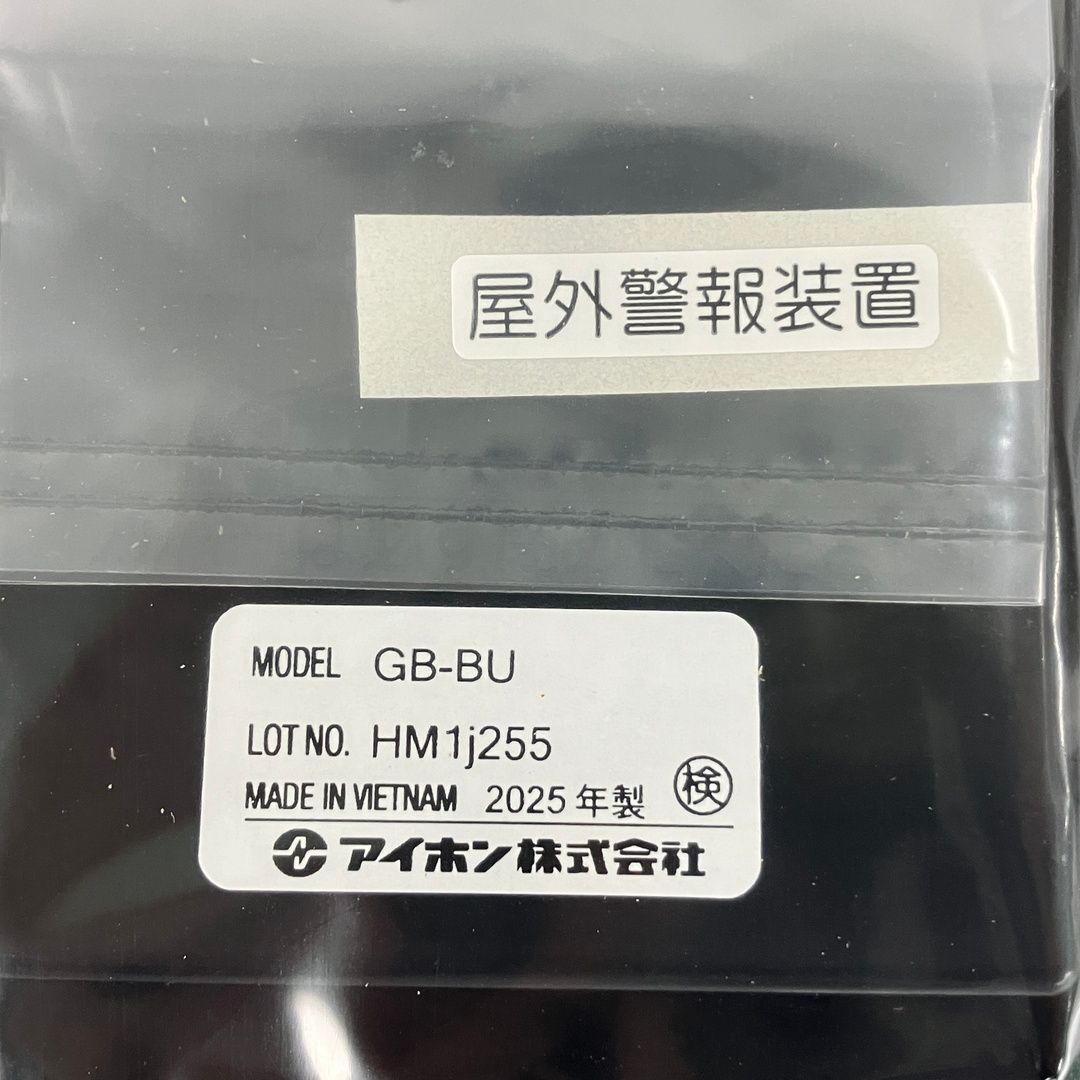 屋外警報装置
MODEL GB-BU
LOT NO. HM1j255
MADE IN VIETNAM 2025年製 検
アイホン株式会社